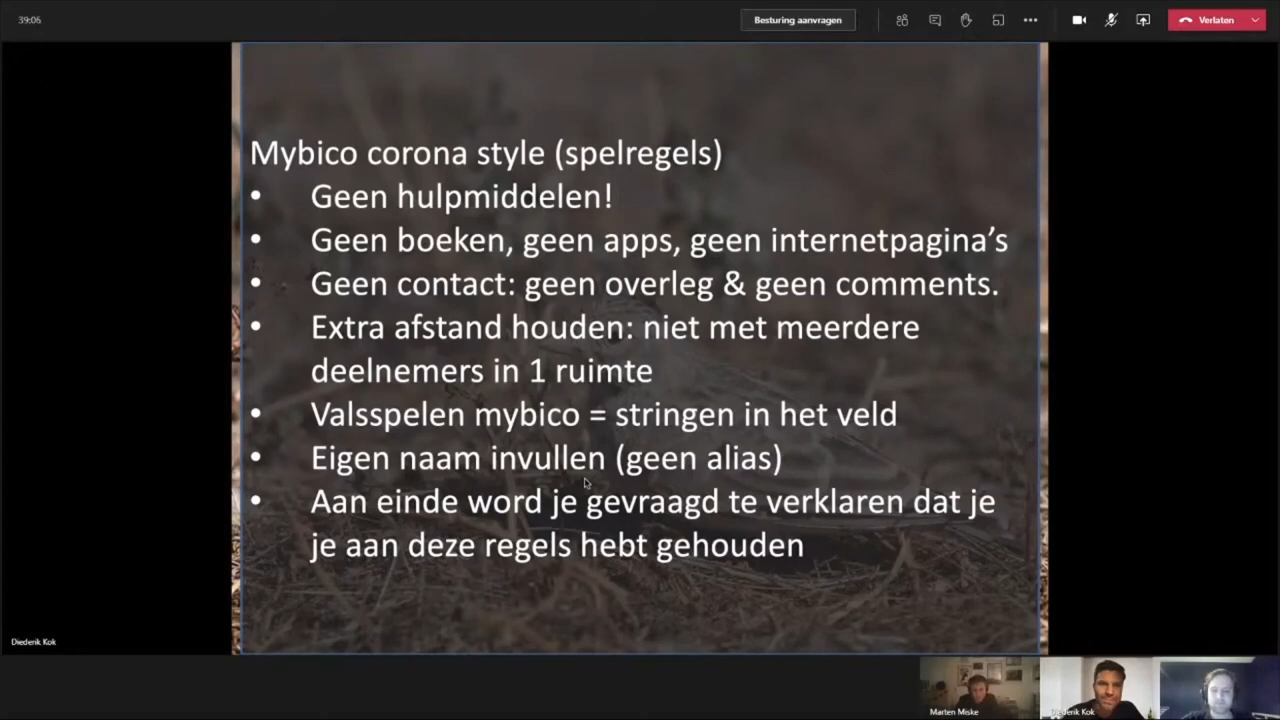 39:06
Besturing aanvragen
Verlaten
Mybico corona style (spelregels)
• Geen hulpmiddelen!
• Geen boeken, geen apps, geen internetpagina’s
• Geen contact: geen overleg & geen comments.
• Extra afstand houden: niet met meerdere
deelnemers in 1 ruimte
• Valsspelen mybico = stringen in het veld
• Eigen naam invullen (geen alias)
• Aan einde word je gevraagd te verklaren dat je
je aan deze regels hebt gehouden
Diederik Kok
Marten Miske
Diederik Kok